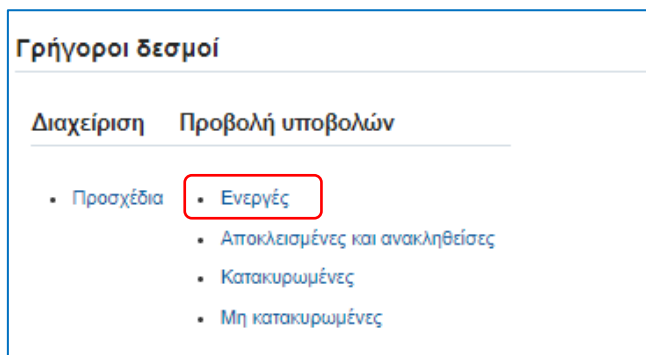 Γρήγοροι δεσμοί
Διαχείριση Προβολή υποβολών
• Προσχέδια • Ενεργές
• Αποκλεισμένες και ανακληθείσες
• Κατακυρωμένες
• Μη κατακυρωμένες